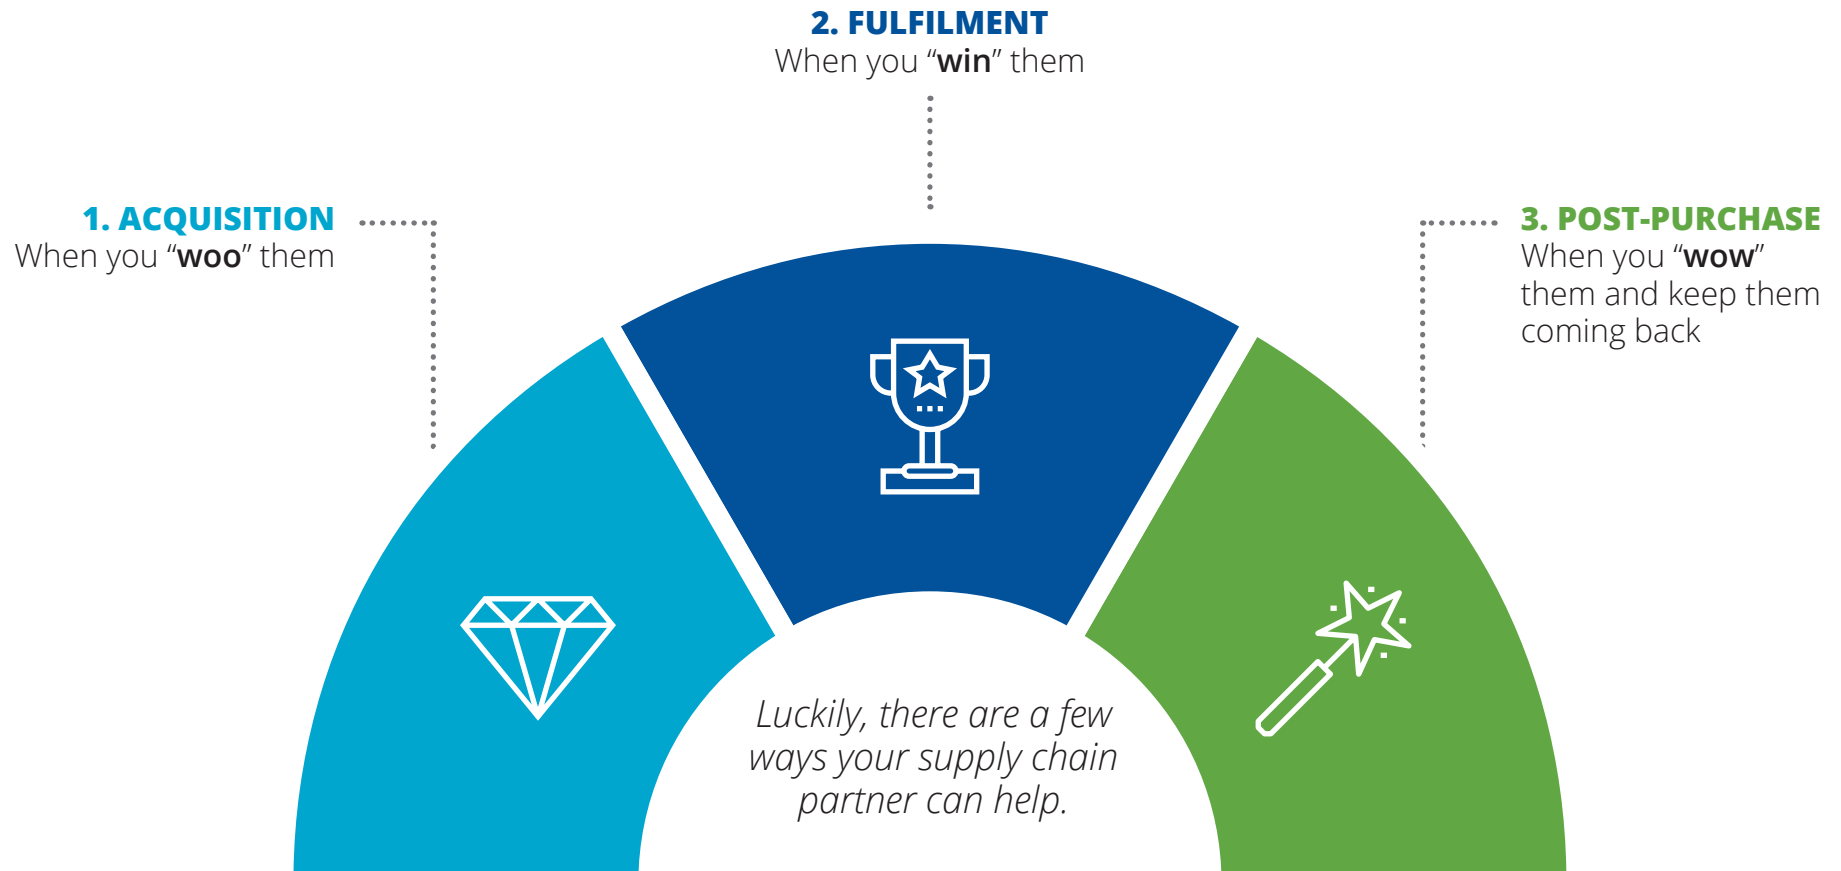 2. FULFILMENT
When you “win” them
1. ACQUISITION
When you “woo” them
3. POST-PURCHASE
When you “wow”
them and keep them
coming back
Luckily, there are a few
ways your supply chain
partner can help.